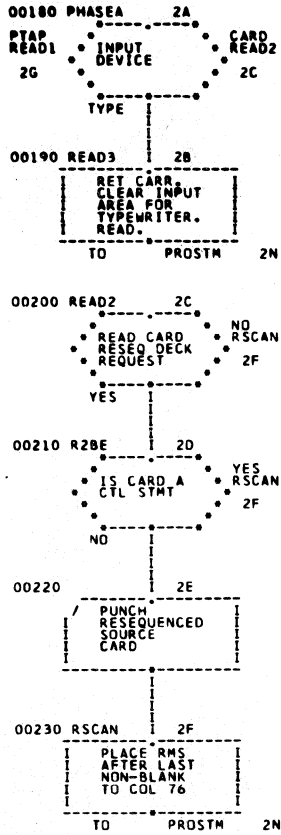 00180 PHASEA 2A
PTAP CARD
READ1 INPUT READ2
DEVICE
2G 2C
TYPE
00190 READ3 2B
RET CARR.
CLEAR INPUT
AREA FOR
TYPEWRITER.
READ.
TO PROSTM 2N
00200 READ2 2C
NO
READ CARD RSCAN
RESEQ DECK
REQUEST 2F
YES
00210 R2BE 2D
YES
IS CARD A RSCAN
CTL STMT
2F
NO
00220 2E
/ PUNCH
RESEQUENCED
SOURCE
CARD
00230 RSCAN 2F
PLACE RMS
AFTER LAST
NON-BLANK
TO COL 76
TO PROSTM 2N